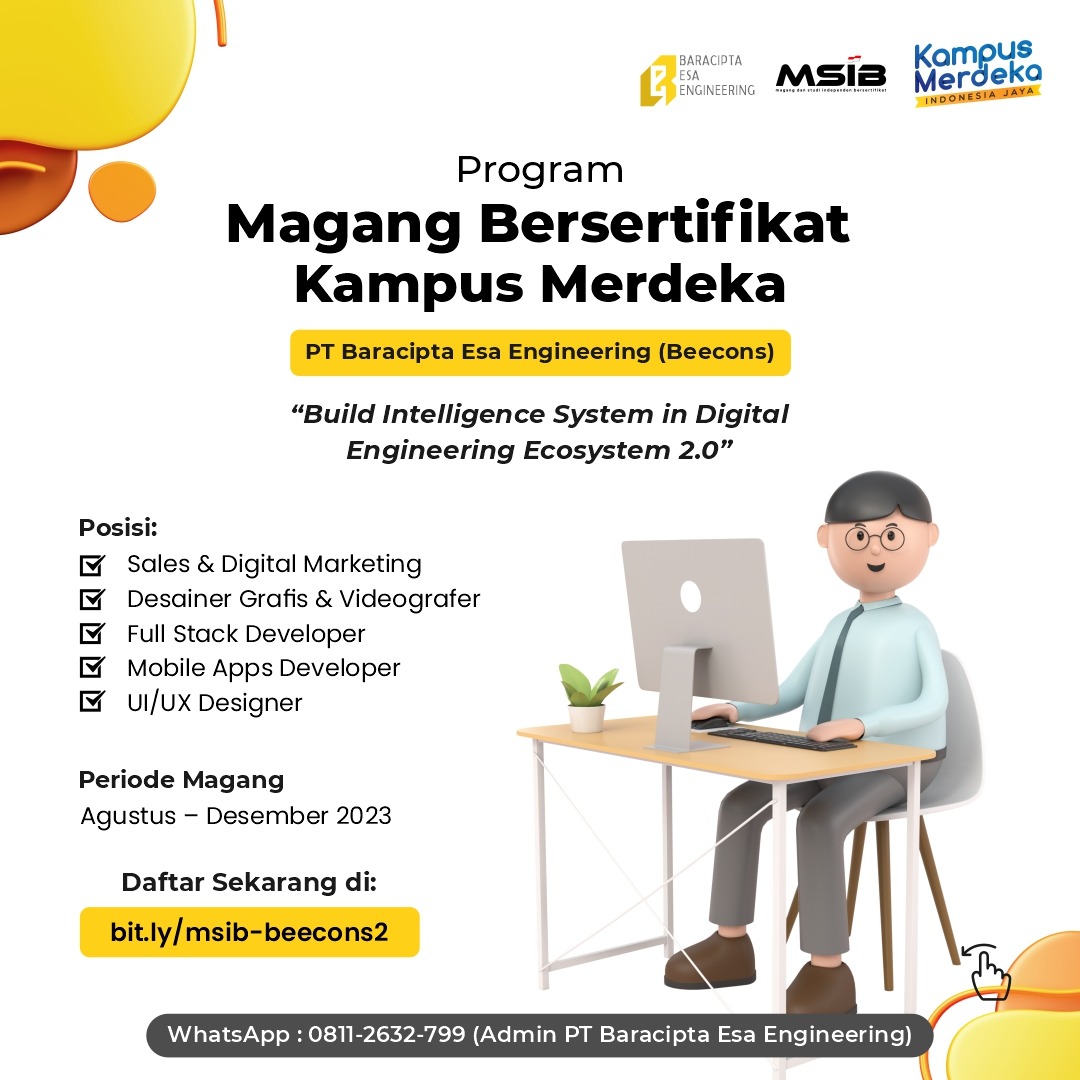 BARACIPTA
ESA
ENGINEERING
MSIB
magang dan studi independen bersertifikat
Kampus
Merdeka
INDONESIA JAYA
Program
Magang Bersertifikat
Kampus Merdeka
PT Baracipta Esa Engineering (Beecons)
“Build Intelligence System in Digital
Engineering Ecosystem 2.0”
Posisi:
Sales & Digital Marketing
Desainer Grafis & Videografer
Full Stack Developer
Mobile Apps Developer
UI/UX Designer
Periode Magang
Agustus – Desember 2023
Daftar Sekarang di:
bit.ly/msib-beecons2
WhatsApp : 0811-2632-799 (Admin PT Baracipta Esa Engineering)